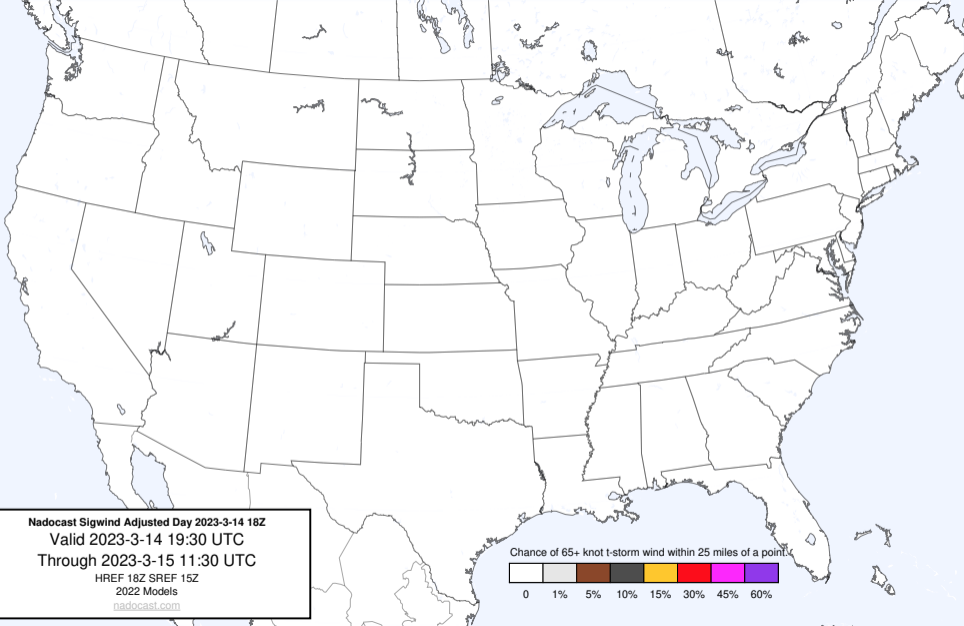 Nadocast Sigwind Adjusted Day 2023-3-14 18Z
Valid 2023-3-14 19:30 UTC
Through 2023-3-15 11:30 UTC
HREF 18Z SREF 15Z
2022 Models
nadocast.com
Chance of 65+ knot t-storm wind within 25 miles of a point.
0 1% 5% 10% 15% 30% 45% 60%